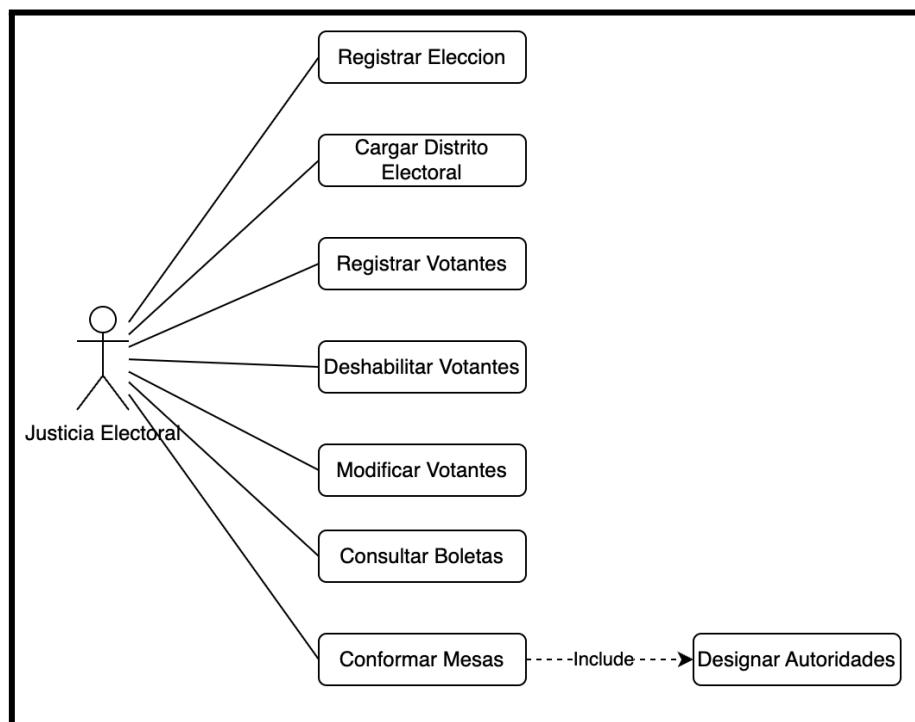 Registrar Eleccion
Cargar Distrito
Electoral
Registrar Votantes
Deshabilitar Votantes
Justicia Electoral
Modificar Votantes
Consultar Boletas
Conformar Mesas
Include
Designar Autoridades